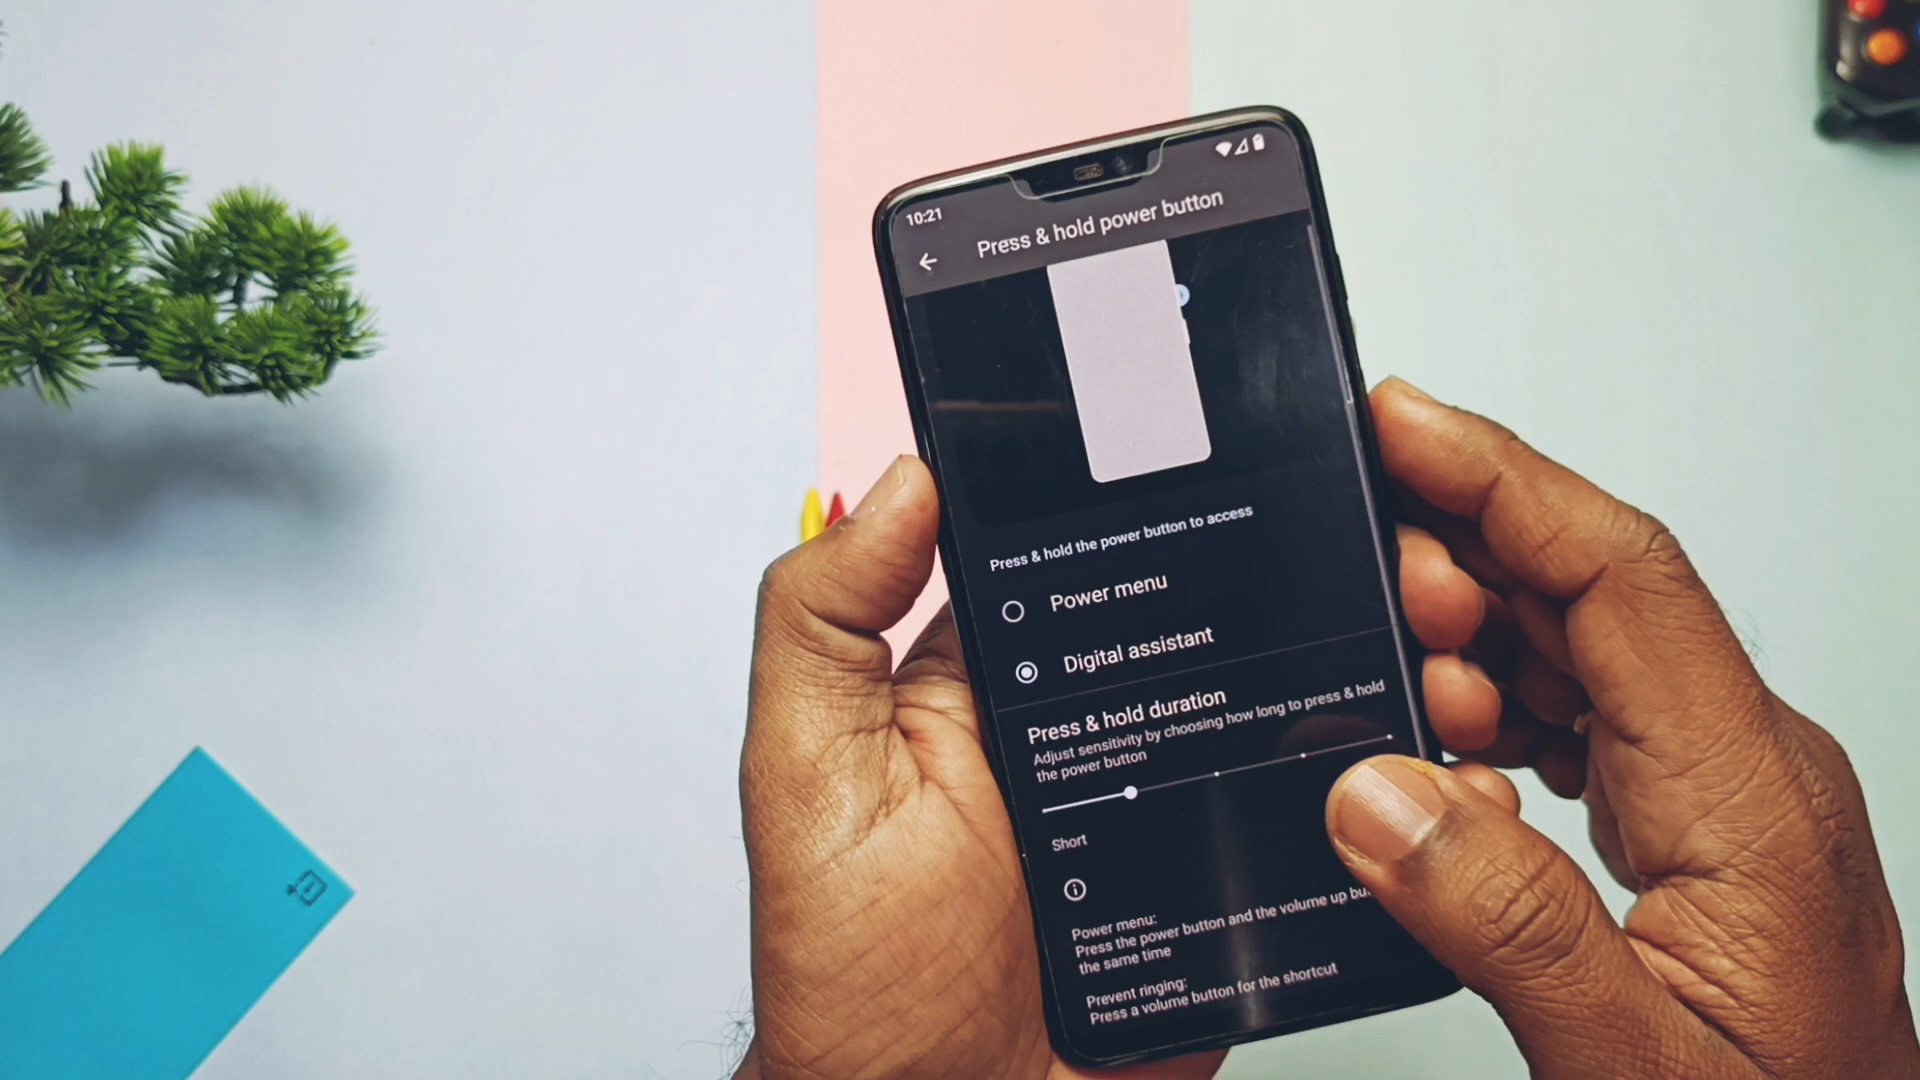 10:21
Press & hold power button
Press & hold the power button to access
Power menu
Digital assistant
Press & hold duration
Adjust sensitivity by choosing how long to press & hold
the power button
Short
Power menu:
Press the power button and the volume up
the same time
Prevent ringing:
Press a volume button for the shortcut